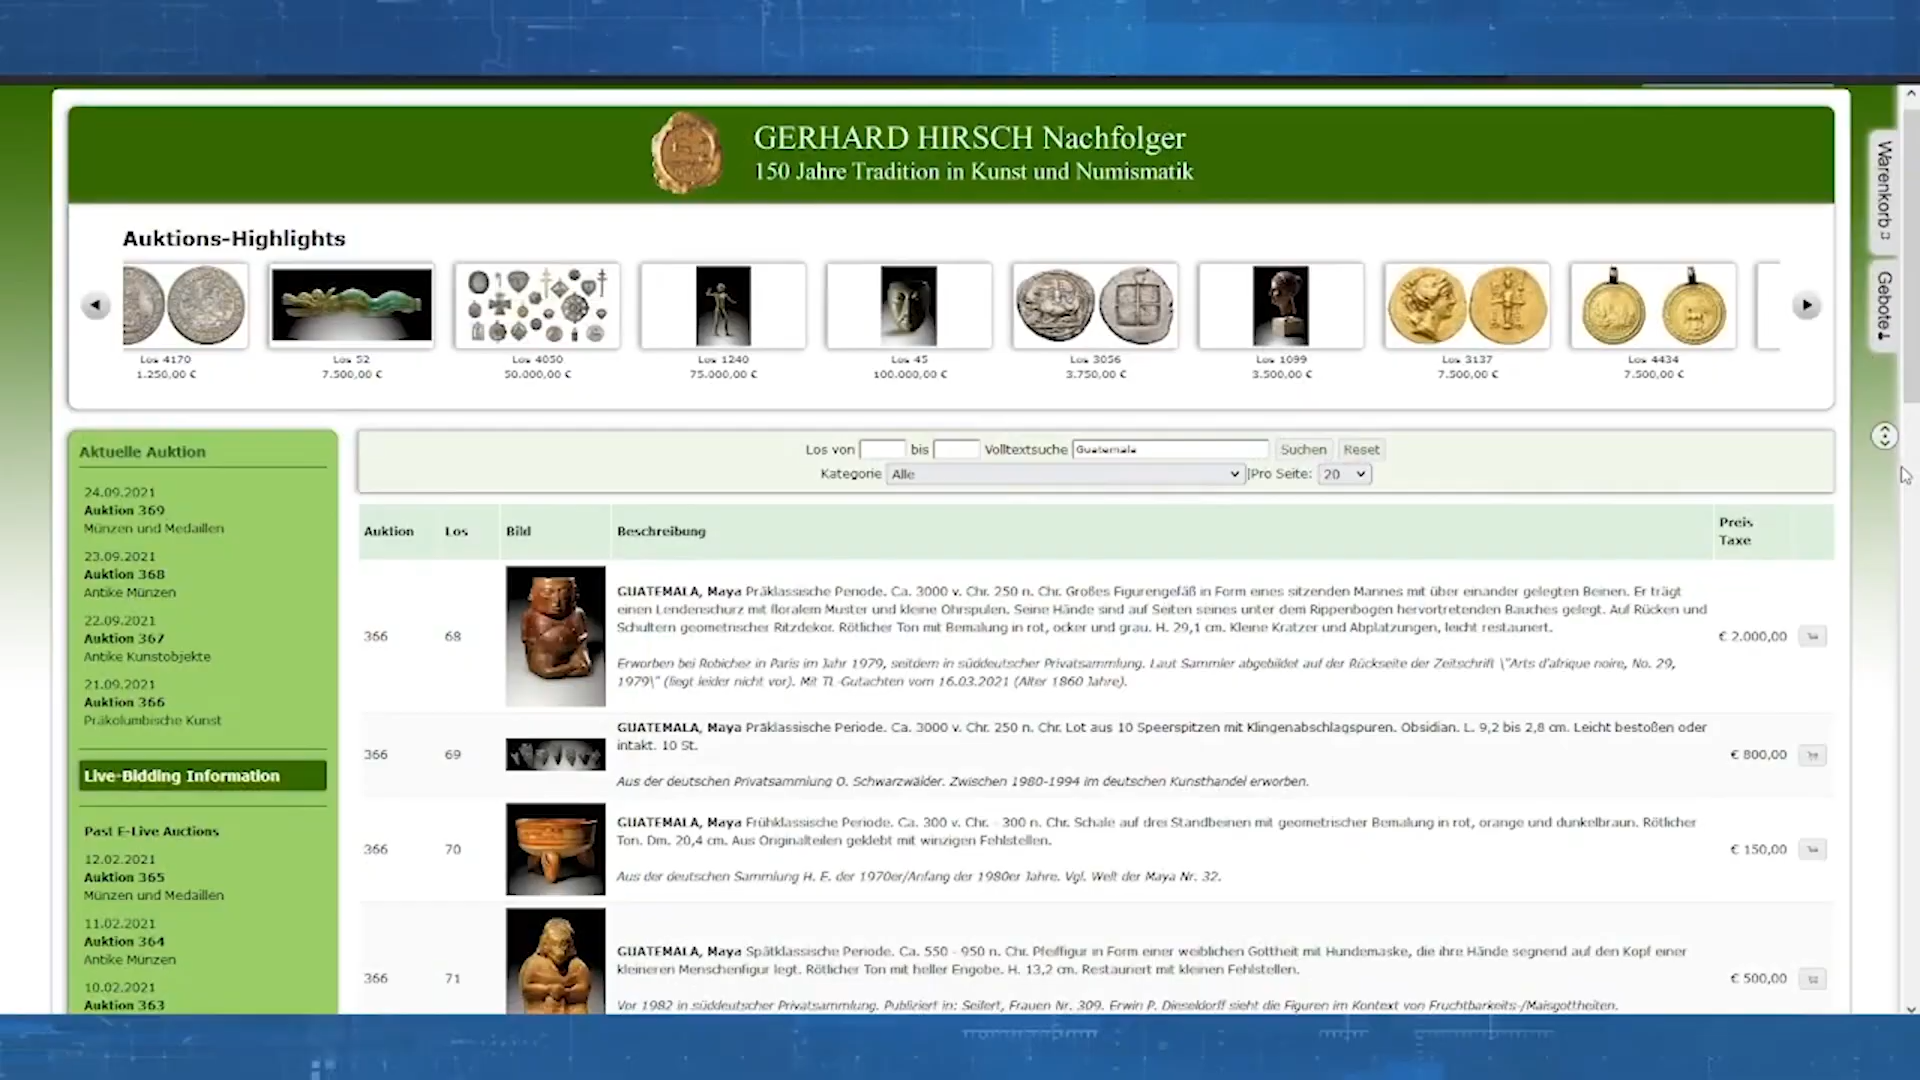 GERHARD HIRSCH Nachfolger
150 Jahre Tradition in Kunst und Numismatik
Warenkorb
Gebote
Auktions-Highlights
Los 4170
1.250,00 €
Los 52
7.500,00 €
Los 4050
50.000,00 €
Los 1240
75.000,00 €
Los 45
100.000,00 €
Los 3056
3.750,00 €
Los 1099
3.500,00 €
Los 3137
7.500,00 €
Los 4434
7.500,00 €
Aktuelle Auktion
24.09.2021
Auktion 369
Münzen und Medaillen
23.09.2021
Auktion 368
Antike Münzen
22.09.2021
Auktion 367
Antike Kunstobjekte
21.09.2021
Auktion 366
Präkolumbische Kunst
Live-Bidding Information
Past E-Live Auctions
12.02.2021
Auktion 365
Münzen und Medaillen
11.02.2021
Auktion 364
Antike Münzen
10.02.2021
Auktion 363
Los von bis Volltextsuche Guatemala Suchen Reset
Kategorie Alle |Pro Seite: 20
Auktion Los Bild Beschreibung Preis
Taxe
366 68
GUATEMALA, Maya Präklassische Periode. Ca. 3000 v. Chr. 250 n. Chr. Großes Figurengefäß in Form eines sitzenden Mannes mit über einander gelegten Beinen. Er trägt
einen Lendenschurz mit floralem Muster und kleine Ohrspulen. Seine Hände sind auf Seiten seines unter dem Rippenbogen hervortretenden Bauches gelegt. Auf Rücken und
Schultern geometrischer Ritzdekor. Rötlicher Ton mit Bemalung in rot, ocker und grau. H. 29,1 cm. Kleine Kratzer und Abplatzungen, leicht restauriert.
Erworben bei Robichez in Paris im Jahr 1979, seitdem in süddeutscher Privatsammlung. Laut Sammler abgebildet auf der Rückseite der Zeitschrift \"Arts d'afrique noire, No. 29,
1979\" (liegt leider nicht vor). Mit TL-Gutachten vom 16.03.2021 (Alter 1860 Jahre).
€ 2.000,00
366 69
GUATEMALA, Maya Präklassische Periode. Ca. 3000 v. Chr. 250 n. Chr. Lot aus 10 Speerspitzen mit Klingenabschlagspuren. Obsidian. L. 9,2 bis 2,8 cm. Leicht bestoßen oder
intakt. 10 St.
Aus der deutschen Privatsammlung O. Schwarzwälder. Zwischen 1980-1994 im deutschen Kunsthandel erworben.
€ 800,00
366 70
GUATEMALA, Maya Frühklassische Periode. Ca. 300 v. Chr. - 300 n. Chr. Schale auf drei Standbeinen mit geometrischer Bemalung in rot, orange und dunkelbraun. Rötlicher
Ton. Dm. 20,4 cm. Aus Originalteilen geklebt mit winzigen Fehlstellen.
Aus der deutschen Sammlung H. E. der 1970er/Anfang der 1980er Jahre. Vgl. Welt der Maya Nr. 32.
€ 150,00
366 71
GUATEMALA, Maya Spätklassische Periode. Ca. 550 - 950 n. Chr. Pfeiffigur in Form einer weiblichen Gottheit mit Hundemaske, die ihre Hände segnend auf den Kopf einer
kleineren Menschenfigur legt. Rötlicher Ton mit heller Engobe. H. 13,2 cm. Restauriert mit kleinen Fehlstellen.
Vor 1982 in süddeutscher Privatsammlung. Publiziert in: Seifert, Frauen Nr. 309. Erwin P. Dieseldorff sieht die Figuren im Kontext von Fruchtbarkeits-/Maisgottheiten.
€ 500,00